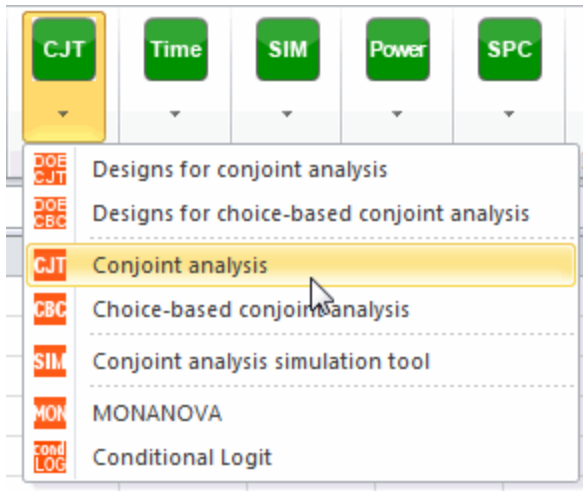 CJT Time SIM Power SPC
DOE CJT Designs for conjoint analysis
DOE CBC Designs for choice-based conjoint analysis
CJT Conjoint analysis
CBC Choice-based conjoint analysis
SIM Conjoint analysis simulation tool
MON MONANOVA
cond LOG Conditional Logit